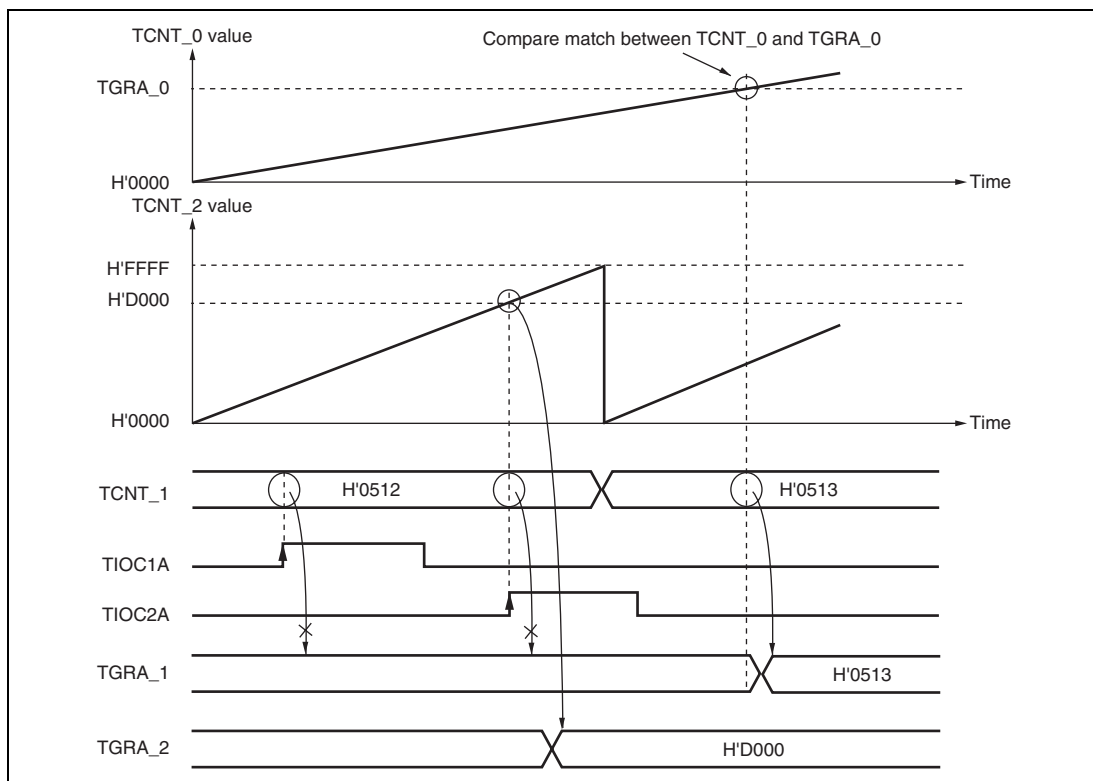 TCNT_0 value
Compare match between TCNT_0 and TGRA_0
TGRA_0
H'0000
Time
TCNT_2 value
H'FFFF
H'D000
H'0000
Time
TCNT_1
H'0512
H'0513
TIOC1A
TIOC2A
TGRA_1
H'0513
TGRA_2
H'D000